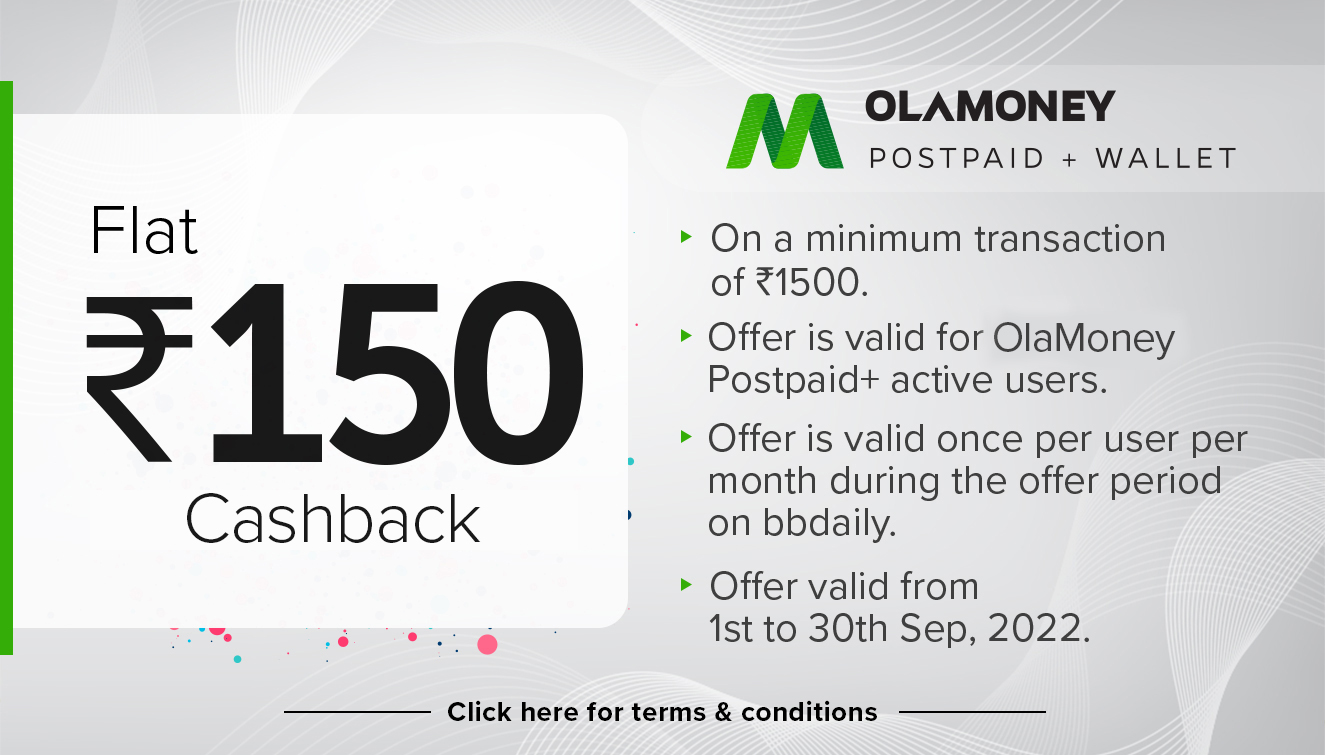 Flat
₹150
Cashback
OLAMONEY
POSTPAID + WALLET
On a minimum transaction
of ₹1500.
Offer is valid for OlaMoney
Postpaid+ active users.
Offer is valid once per user per
month during the offer period
on bbdaily.
Offer valid from
1st to 30th Sep, 2022.
Click here for terms & conditions